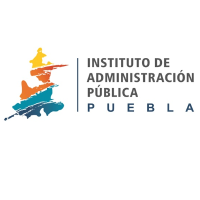 INSTITUTO DE
ADMINISTRACIÓN
PÚBLICA
PUEBLA